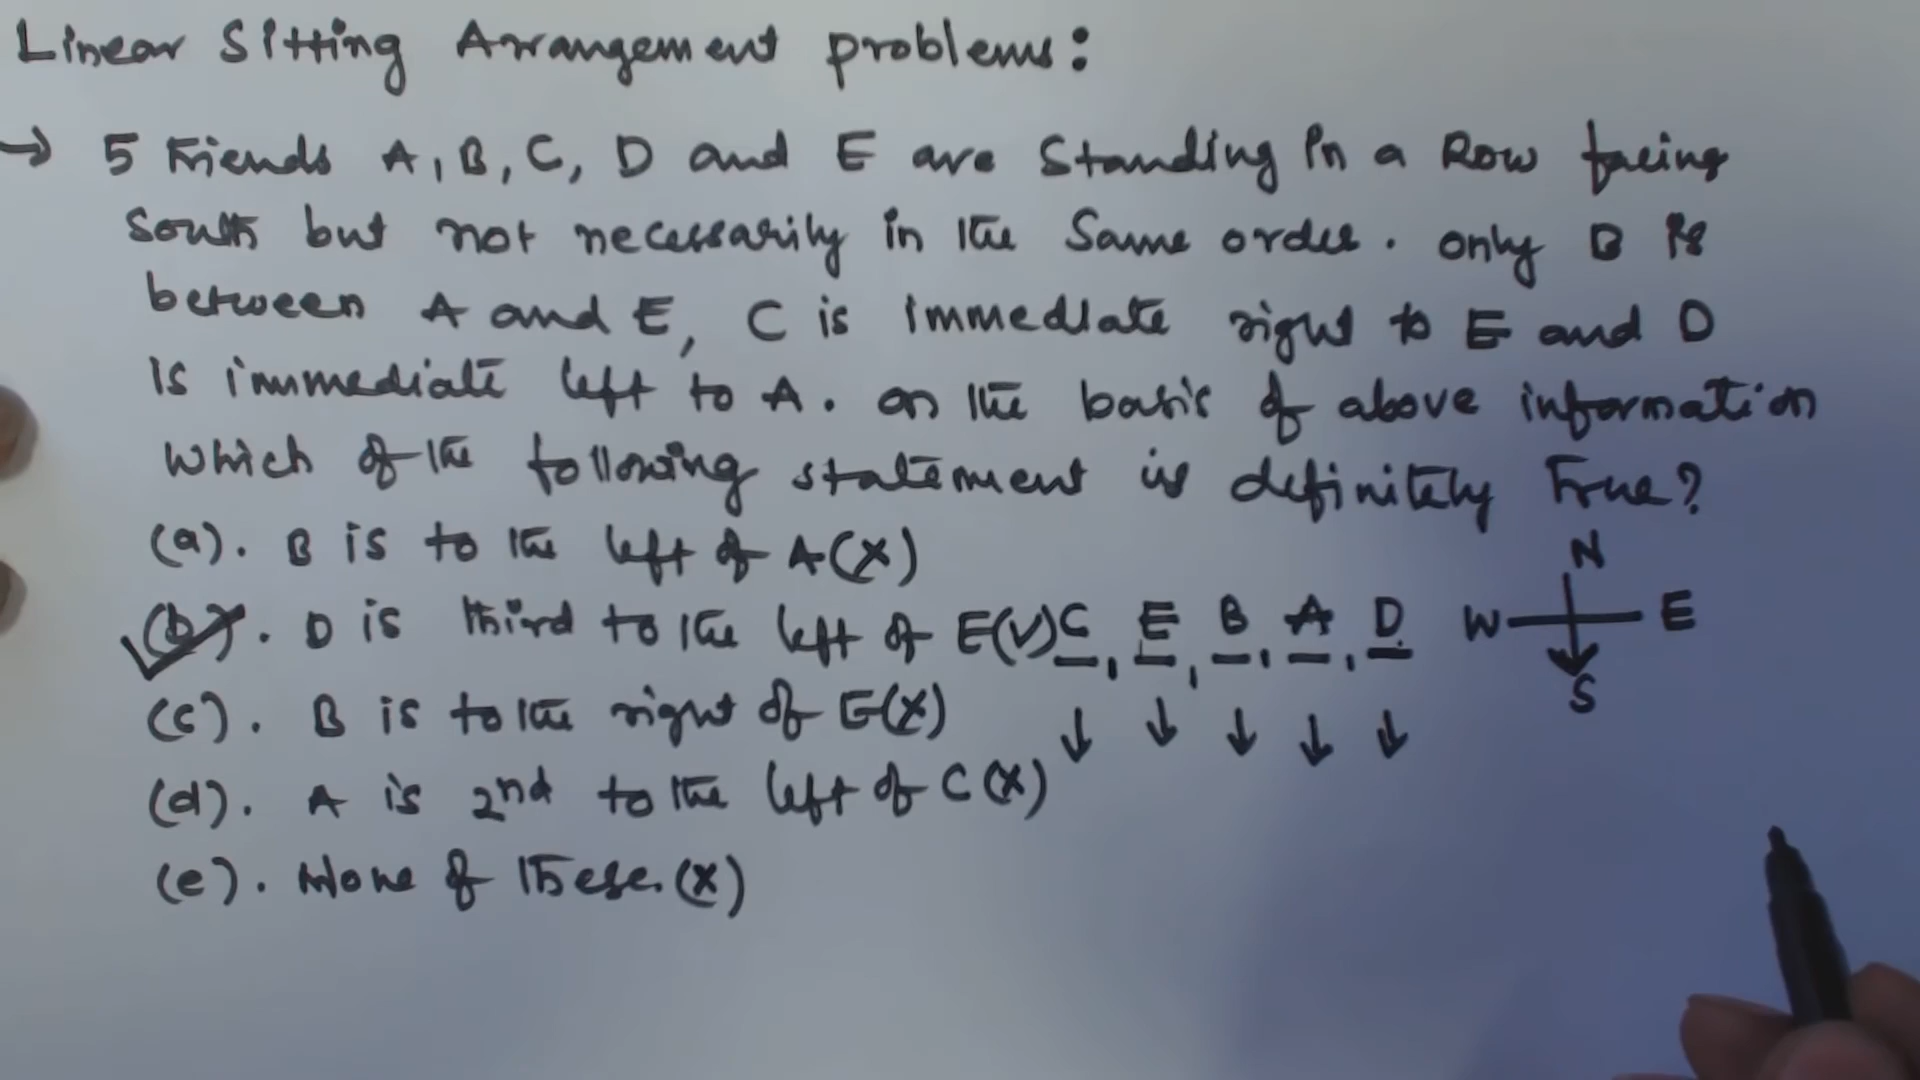 Linear Sitting Arrangement problems:
→ 5 Friends A, B, C, D and E are standing in a Row facing
South but not necessarily in the same order. only B is
between A and E, C is immediate right to E and D
is immediate left to A. on the basis of above information
which of the following statement is definitely True?
(a). B is to the left of A(X)
(b). D is third to the left of E(✓) C, E, B, A, D
(c). B is to the right of E(X) ↓ ↓ ↓ ↓ ↓
(d). A is 2nd to the left of C(X)
(e). None of these.(X)
N
W E
S